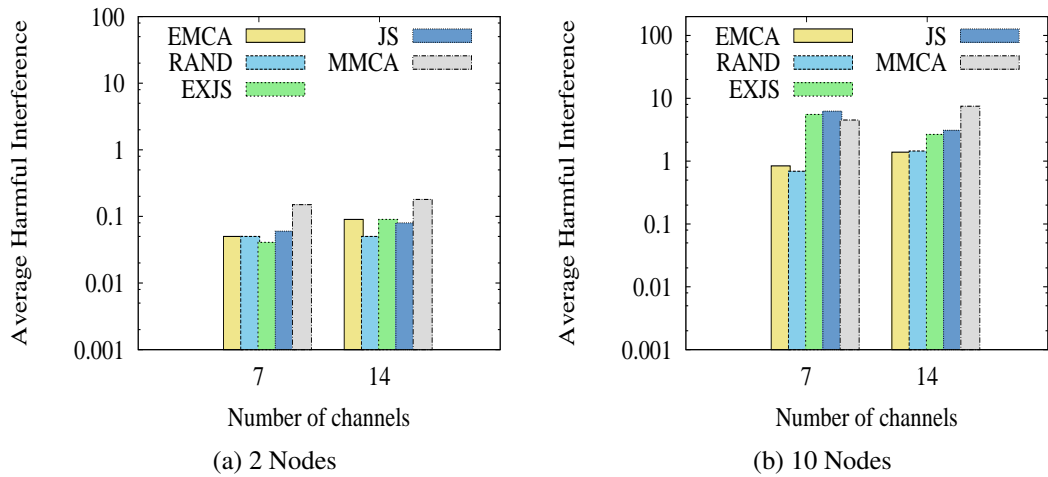 Average Harmful Interference
100
10
1
0.1
0.01
0.001
EMCA
RAND
EXJS
JS
MMCA
7
14
Number of channels
(a) 2 Nodes
Average Harmful Interference
100
10
1
0.1
0.01
0.001
EMCA
RAND
EXJS
JS
MMCA
7
14
Number of channels
(b) 10 Nodes